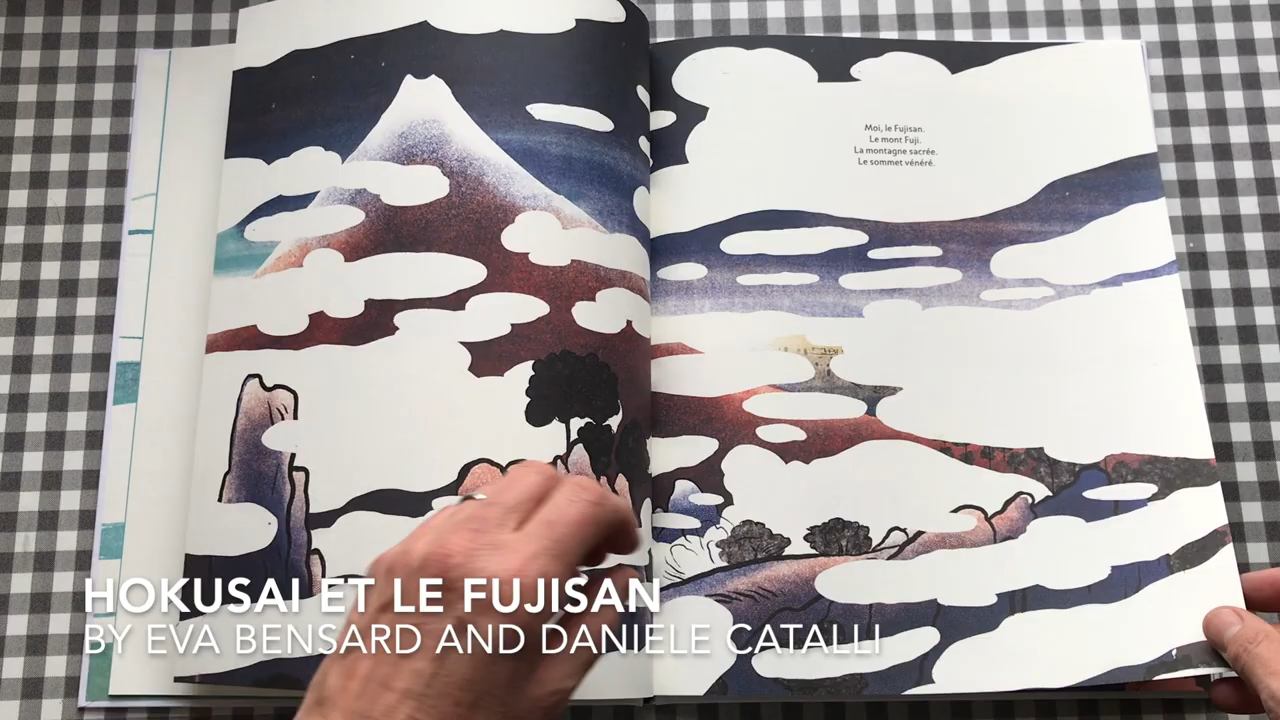 Moi, le Fujisan.
Le mont Fuji.
La montagne sacrée.
Le sommet vénéré.
HOKUSAI ET LE FUJISAN
BY EVA BENSARD AND DANIELE CATALLI